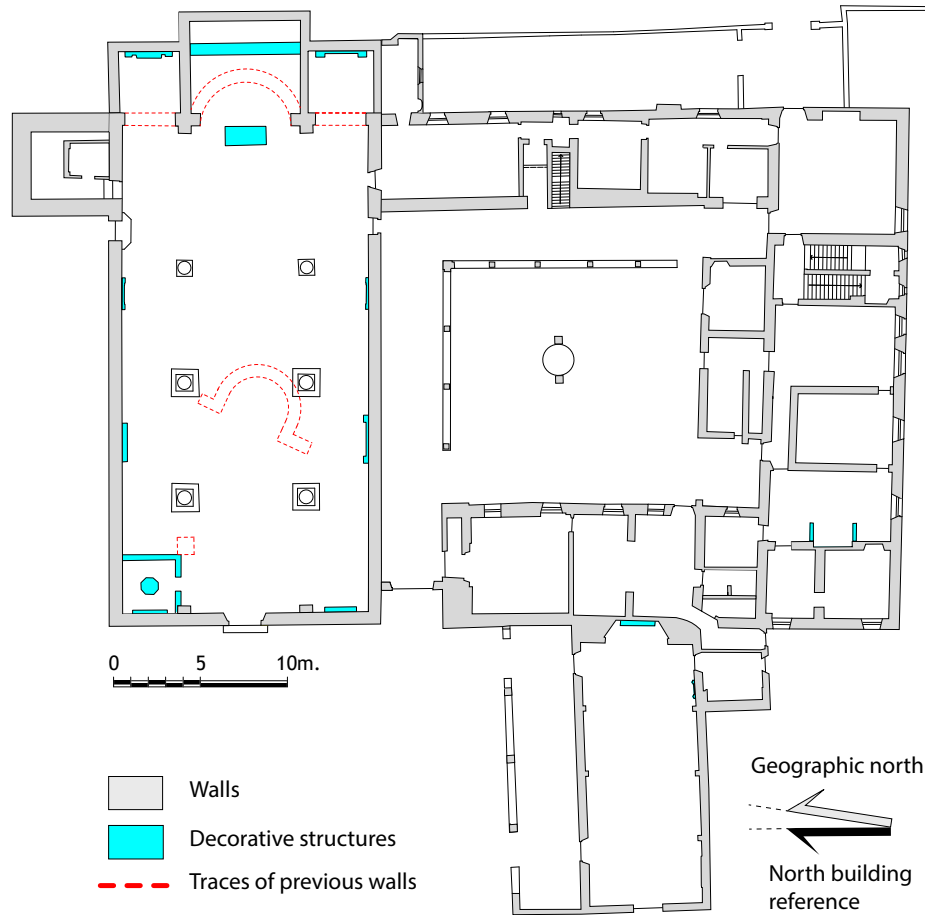 0 5 10m.
Walls
Decorative structures
Traces of previous walls
Geographic north
North building
reference